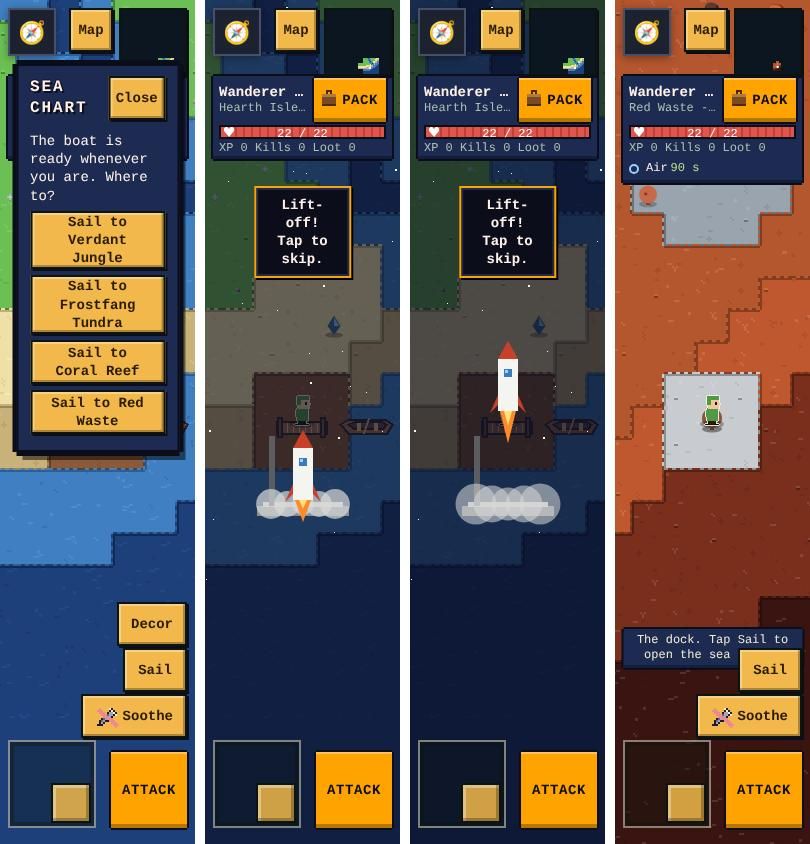 Map
SEA
CHART
Close
The boat is
ready whenever
you are. Where
to?
Sail to
Verdant
Jungle
Sail to
Frostfang
Tundra
Sail to
Coral Reef
Sail to Red
Waste
Decor
Sail
Soothe
ATTACK
Map
Wanderer …
Hearth Isle…
PACK
22 / 22
XP 0 Kills 0 Loot 0
Lift-
off!
Tap to
skip.
ATTACK
Map
Wanderer …
Hearth Isle…
PACK
22 / 22
XP 0 Kills 0 Loot 0
Lift-
off!
Tap to
skip.
ATTACK
Map
Wanderer …
Red Waste -…
PACK
22 / 22
XP 0 Kills 0 Loot 0
Air 90 s
The dock. Tap Sail to
open the sea
Sail
Soothe
ATTACK